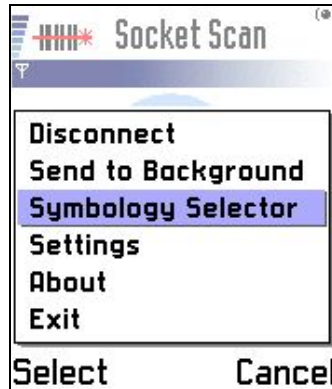 Socket Scan
Disconnect
Send to Background
Symbology Selector
Settings
About
Exit
Select Cancel